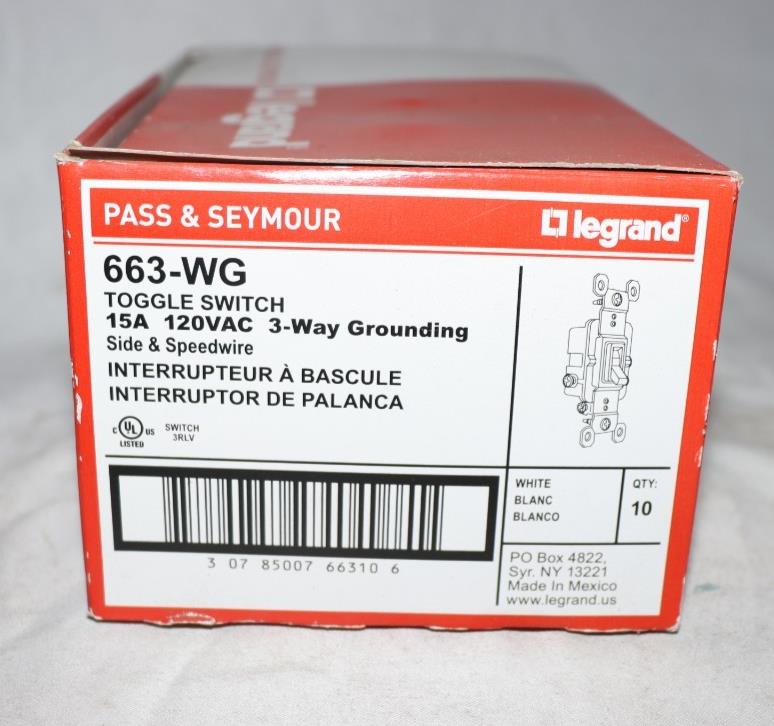 legrand
PASS & SEYMOUR
legrand®
663-WG
TOGGLE SWITCH
15A 120VAC 3-Way Grounding
Side & Speedwire
INTERRUPTEUR À BASCULE
INTERRUPTOR DE PALANCA
C UL US
LISTED
SWITCH
3RLV
WHITE
BLANC
BLANCO
QTY:
10
3 07 85007 66310 6
PO Box 4822,
Syr. NY 13221
Made In Mexico
www.legrand.us